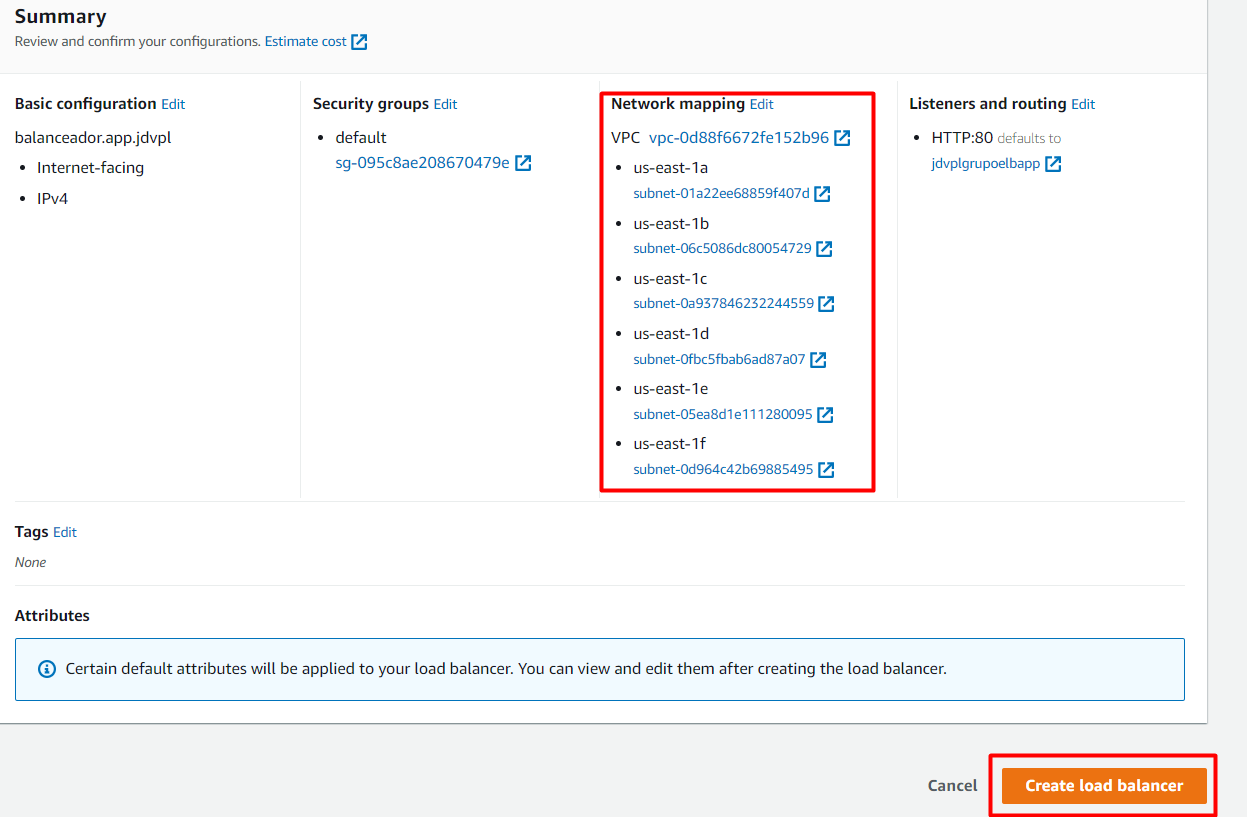 Summary
Review and confirm your configurations. Estimate cost
Basic configuration Edit
balanceador.app.jdvpl
Internet-facing
IPv4
Security groups Edit
default
sg-095c8ae208670479e
Network mapping Edit
VPC vpc-0d88f6672fe152b96
us-east-1a
subnet-01a22ee68859f407d
us-east-1b
subnet-06c5086dc80054729
us-east-1c
subnet-0a937846232244559
us-east-1d
subnet-0fbc5fbab6ad87a07
us-east-1e
subnet-05ea8d1e111280095
us-east-1f
subnet-0d964c42b69885495
Listeners and routing Edit
HTTP:80 defaults to
jdvplgrupoelbapp
Tags Edit
None
Attributes
Certain default attributes will be applied to your load balancer. You can view and edit them after creating the load balancer.
Cancel
Create load balancer